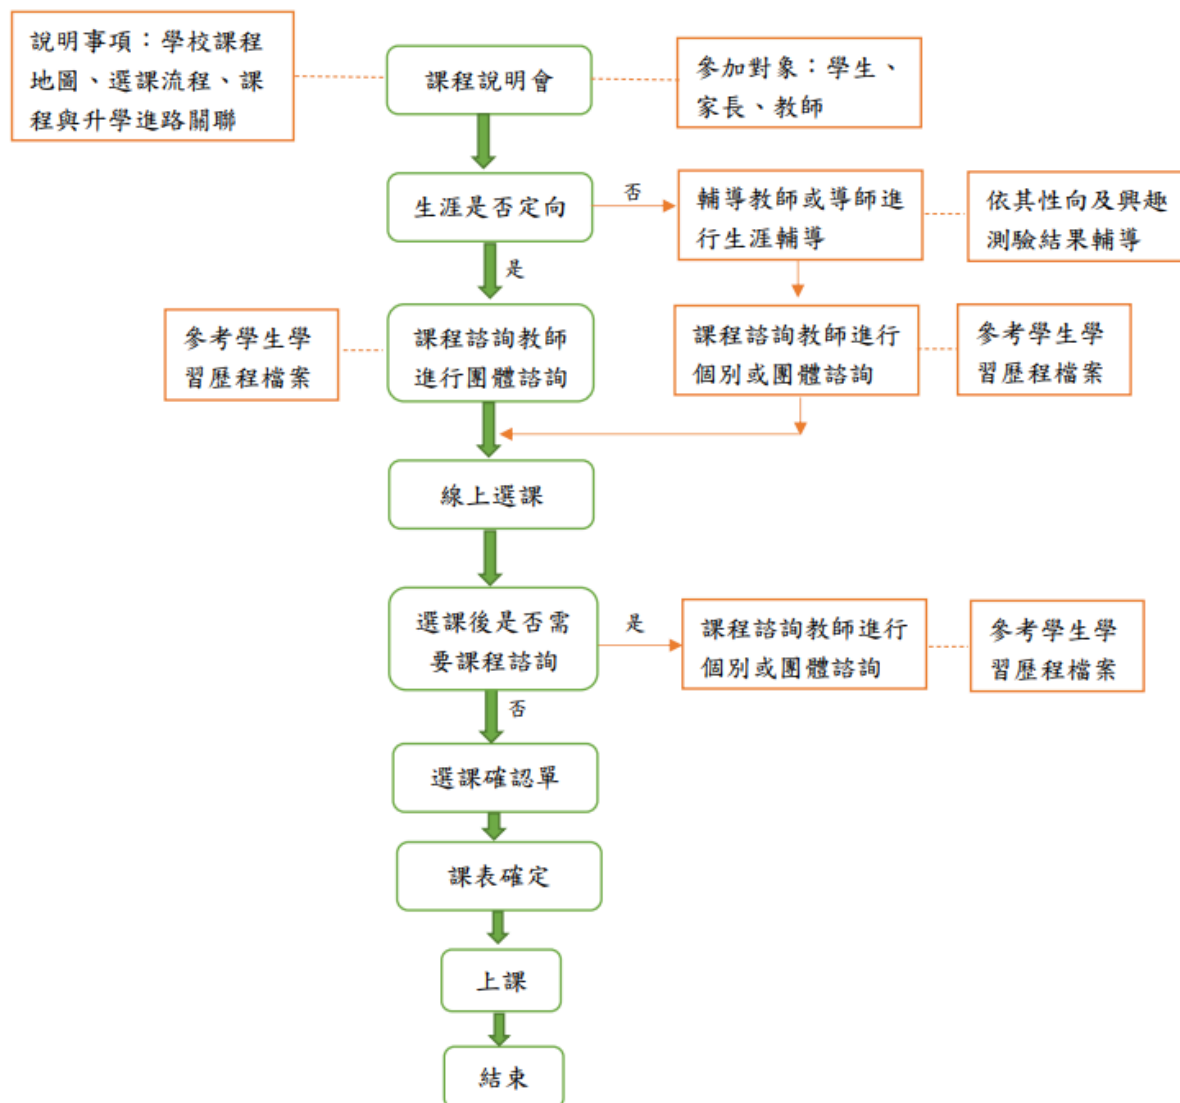 說明事項：學校課程
地圖、選課流程、課
程與升學進路關聯
課程說明會
參加對象：學生、
家長、教師
生涯是否定向
否
輔導教師或導師進
行生涯輔導
依其性向及興趣
測驗結果輔導
是
參考學生學
習歷程檔案
課程諮詢教師
進行團體諮詢
課程諮詢教師進行
個別或團體諮詢
參考學生學
習歷程檔案
線上選課
選課後是否需
要課程諮詢
是
課程諮詢教師進行
個別或團體諮詢
參考學生學
習歷程檔案
否
選課確認單
課表確定
上課
結束